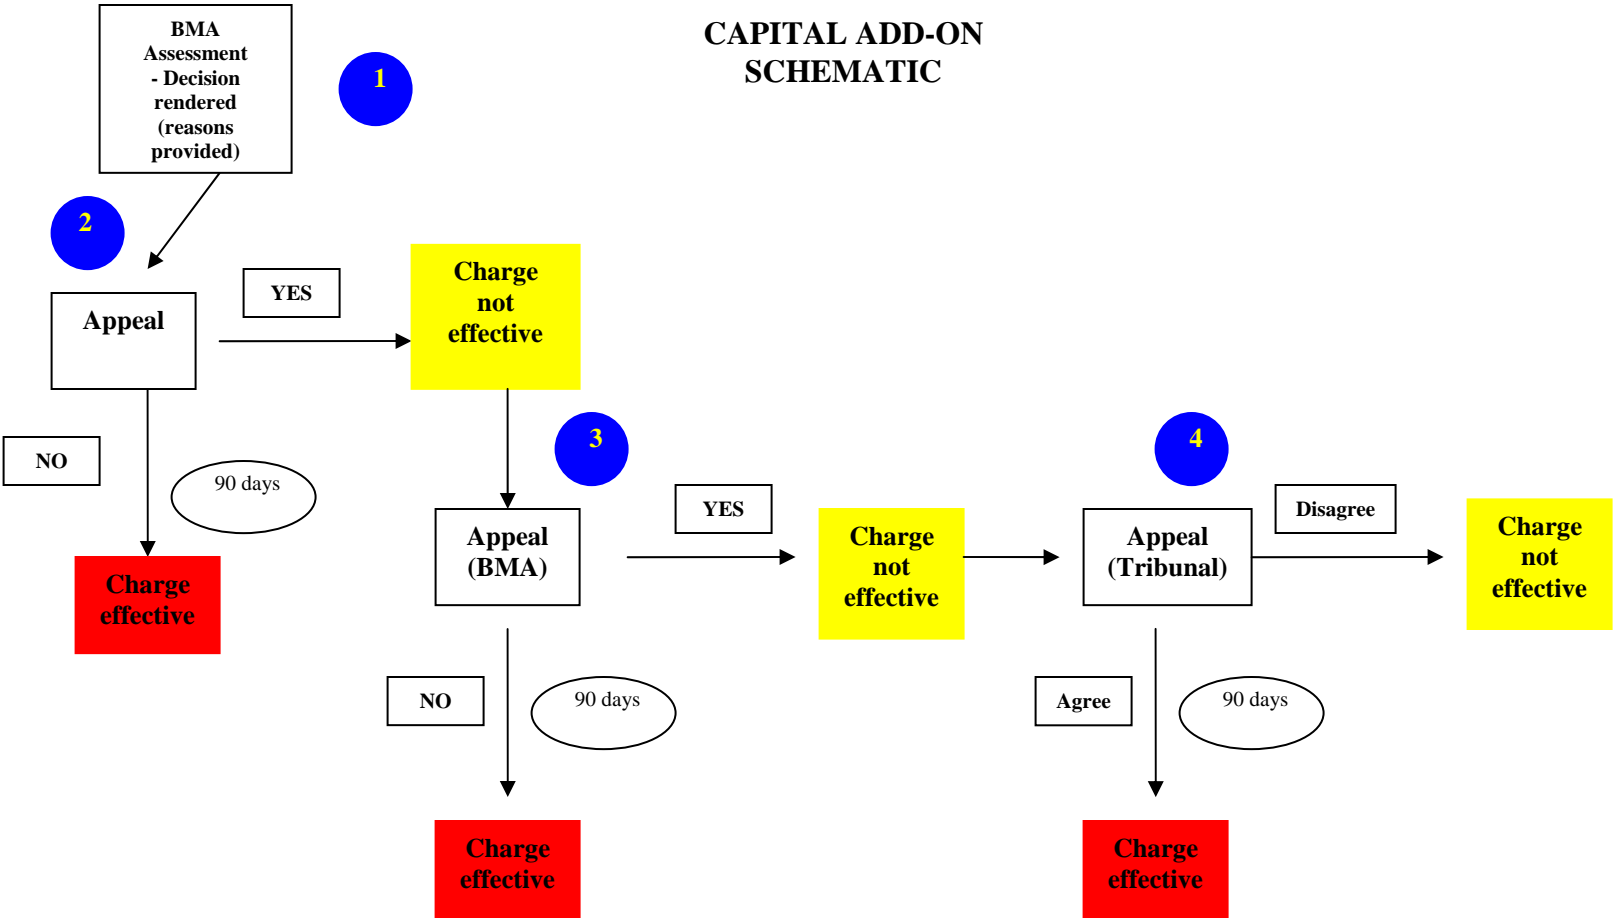 CAPITAL ADD-ON
SCHEMATIC
BMA
Assessment
- Decision
rendered
(reasons
provided)
1
2
Appeal
YES
Charge
not
effective
NO
90 days
Charge
effective
3
Appeal
(BMA)
YES
Charge
not
effective
4
Appeal
(Tribunal)
Disagree
Charge
not
effective
NO
90 days
Charge
effective
Agree
90 days
Charge
effective